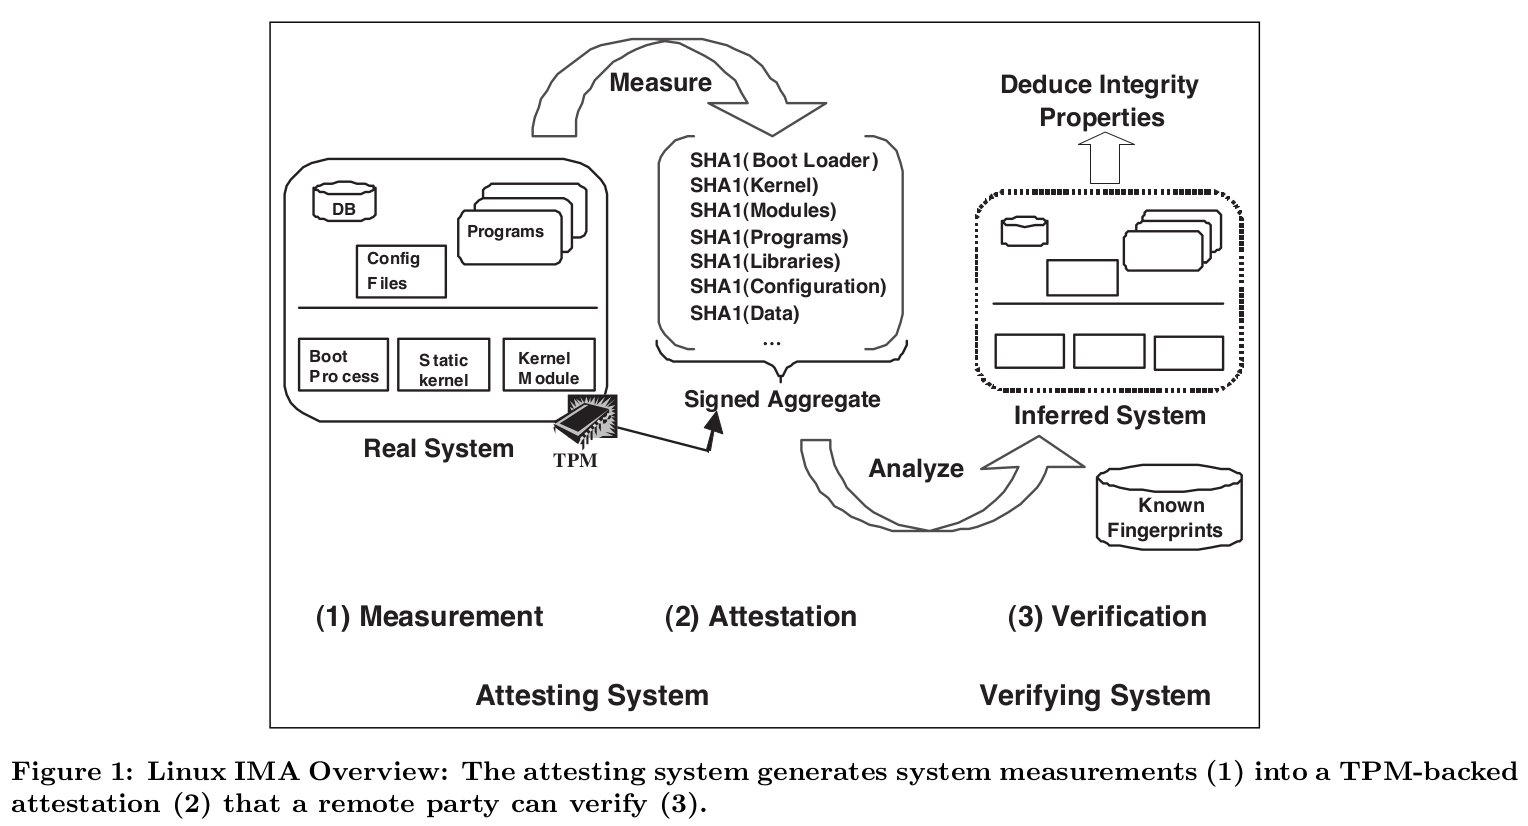 Measure
Deduce Integrity
Properties
DB
Programs
Config
Files
Boot
Process
Static
kernel
Kernel
Module
Real System
TPM
SHA1(Boot Loader)
SHA1(Kernel)
SHA1(Modules)
SHA1(Programs)
SHA1(Libraries)
SHA1(Configuration)
SHA1(Data)
...
Signed Aggregate
Inferred System
Analyze
Known
Fingerprints
(1) Measurement
(2) Attestation
(3) Verification
Attesting System
Verifying System
Figure 1: Linux IMA Overview: The attesting system generates system measurements (1) into a TPM-backed
attestation (2) that a remote party can verify (3).